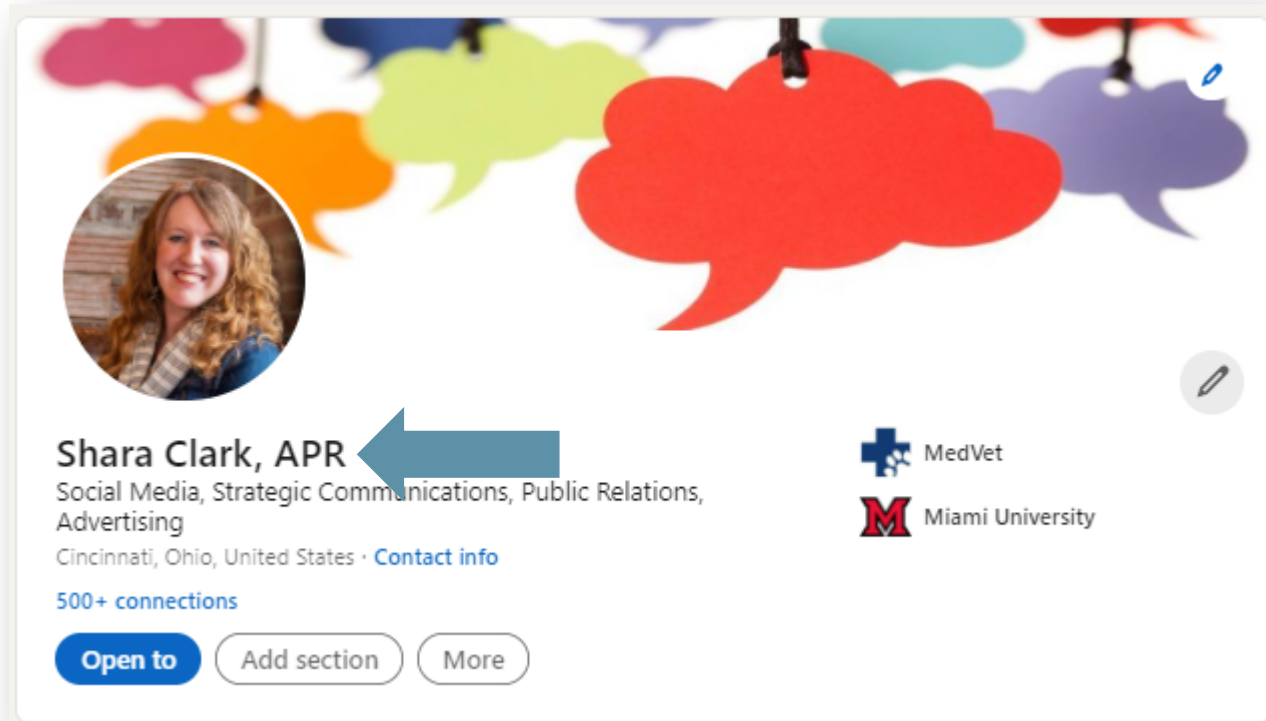 Shara Clark, APR
Social Media, Strategic Communications, Public Relations,
Advertising
Cincinnati, Ohio, United States · Contact info
500+ connections
Open to
Add section
More
MedVet
M
Miami University